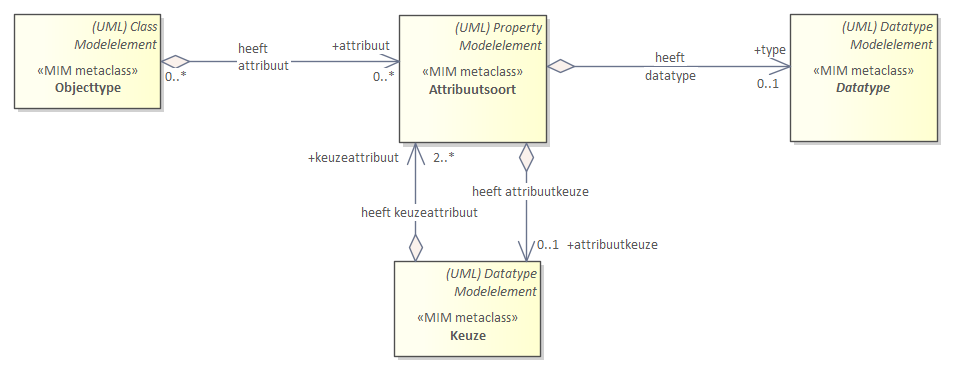 (UML) Class
Modelelement
«MIM metaclass»
Objecttype
heeft
attribuut
+attribuut
0..*
0..*
(UML) Property
Modelelement
«MIM metaclass»
Attribuutsoort
heeft
datatype
+type
0..1
(UML) Datatype
Modelelement
«MIM metaclass»
Datatype
+keuzeattribuut
2..*
heeft attribuutkeuze
heeft keuzeattribuut
0..1
+attribuutkeuze
(UML) Datatype
Modelelement
«MIM metaclass»
Keuze